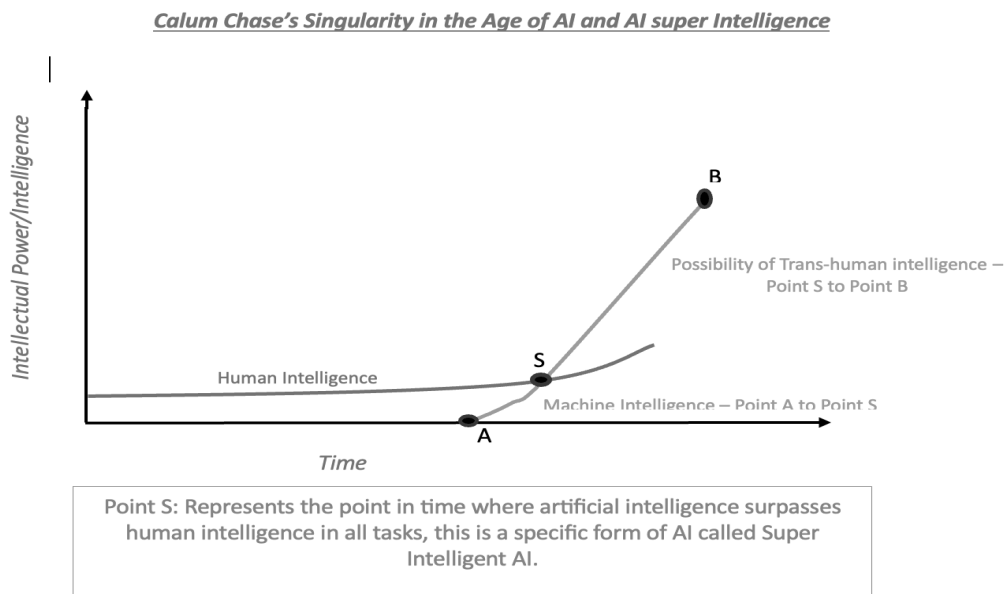 Calum Chase's Singularity in the Age of AI and AI super Intelligence
Intellectual Power/Intelligence
B
Possibility of Trans-human intelligence –
Point S to Point B
S
Human Intelligence
Machine Intelligence – Point A to Point S
A
Time
Point S: Represents the point in time where artificial intelligence surpasses
human intelligence in all tasks, this is a specific form of AI called Super
Intelligent AI.